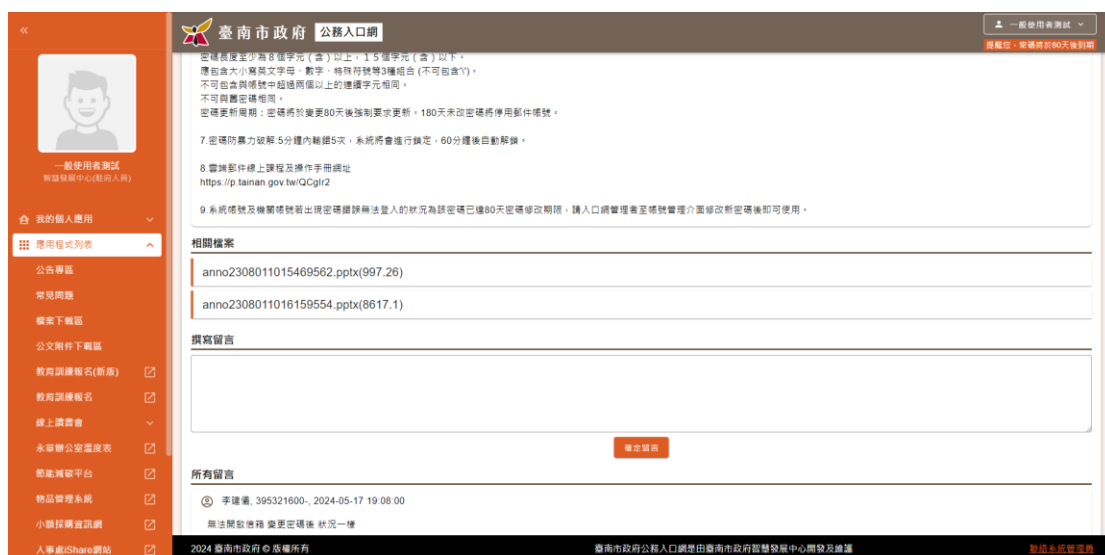 臺南市政府 公務入口網
一般使用者測試
提醒您，密碼將於80天後到期
一般使用者測試
智慧發展中心(駐府人員)
我的個人應用
應用程式列表
公告專區
常見問題
檔案下載區
公文附件下載區
教育訓練報名(新版)
教育訓練報名
線上讀書會
永華辦公室溫度表
節能減碳平台
物品管理系統
小額採購資訊網
人事處iShare網站
密碼長度至少為8個字元(含)以上，15個字元(含)以下。
應包含大小寫英文字母、數字、特殊符號等3種組合(不可包含'\')。
不可包含與帳號中超過兩個以上的連續字元相同。
不可與舊密碼相同。
密碼更新周期：密碼將於變更80天後強制要求更新。180天未改密碼將停用郵件帳號。
7.密碼防暴力破解:5分鐘內輸錯5次，系統將會進行鎖定，60分鐘後自動解鎖。
8.雲端郵件線上課程及操作手冊網址
https://p.tainan.gov.tw/QCglr2
9.系統帳號及機關帳號若出現密碼錯誤無法登入的狀況為該密碼已達80天密碼修改期限，請入口網管理者至帳號管理介面修改新密碼後即可使用。
相關檔案
anno2308011015469562.pptx(997.26)
anno2308011016159554.pptx(8617.1)
撰寫留言
確定留言
所有留言
李建儀, 395321600-, 2024-05-17 19:08:00
無法開啟信箱 變更密碼後 狀況一樣
2024 臺南市政府 © 版權所有
臺南市政府公務入口網是由臺南市政府智慧發展中心開發及維護
聯絡系統管理員